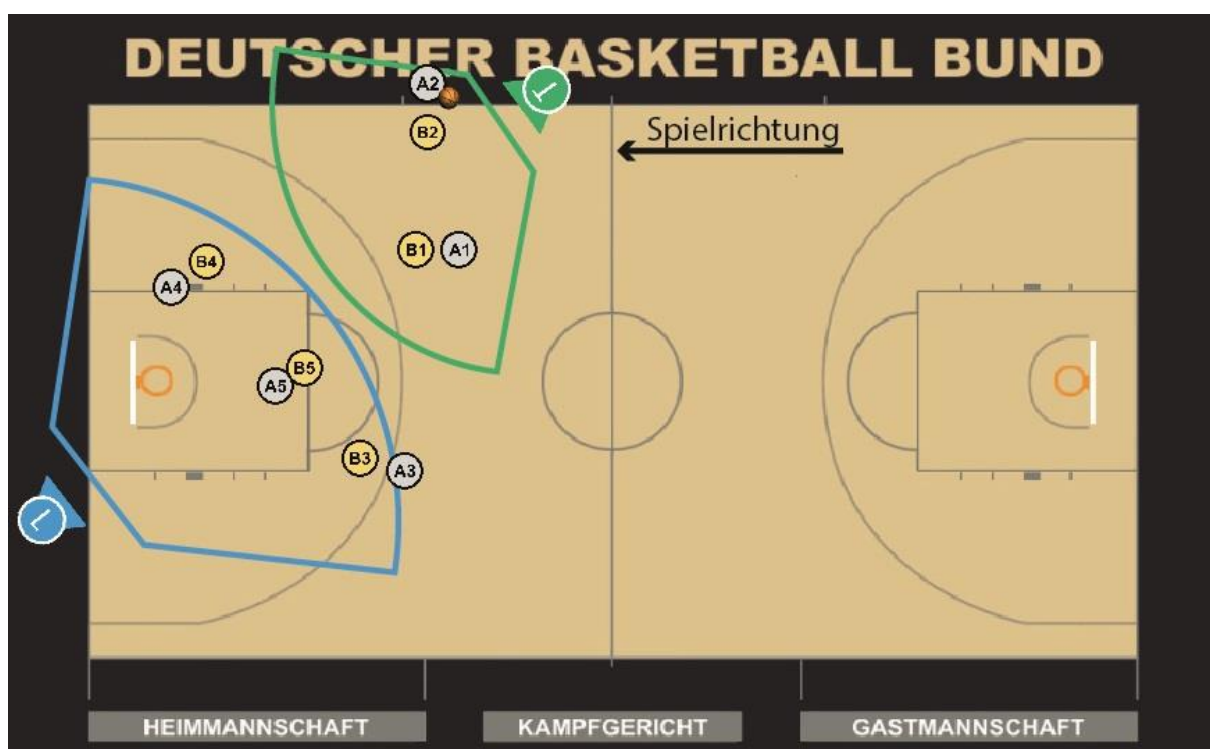 DEUTSCHER BASKETBALL BUND
A2
T
B2
Spielrichtung
B1 A1
B4
A4
B5
A5
B3
A3
L
HEIMMANNSCHAFT KAMPFGERICHT GASTMANNSCHAFT